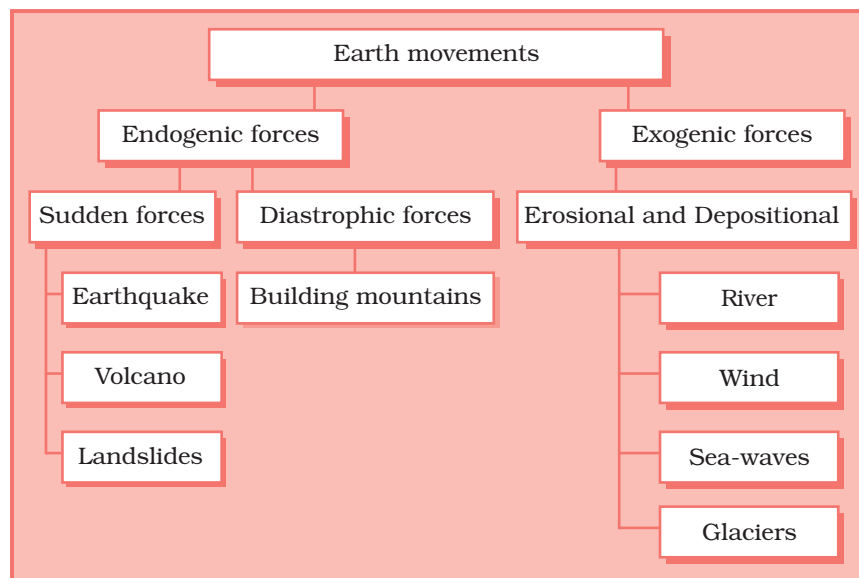 Earth movements
Endogenic forces
Exogenic forces
Sudden forces
Diastrophic forces
Erosional and Depositional
Earthquake
Building mountains
River
Volcano
Wind
Landslides
Sea-waves
Glaciers